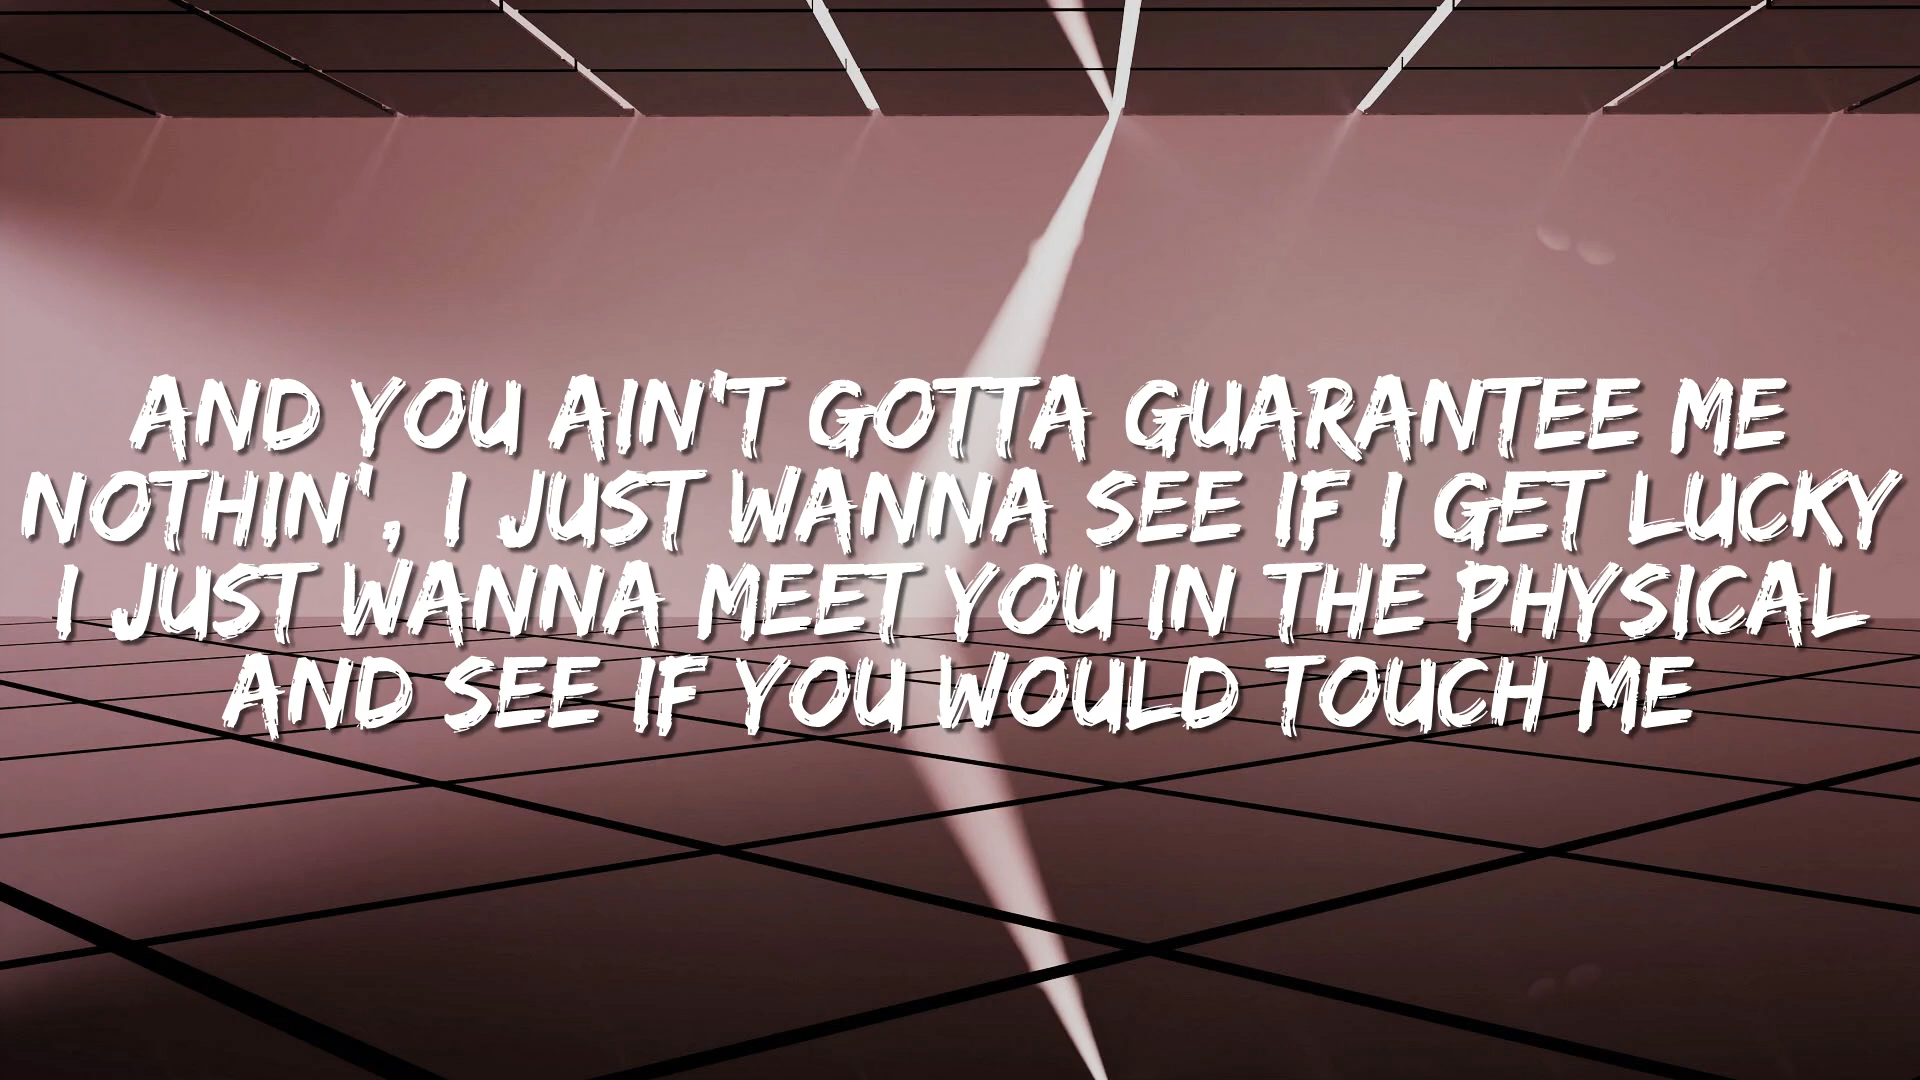 AND YOU AIN'T GOTTA GUARANTEE ME
NOTHIN', I JUST WANNA SEE IF I GET LUCKY
I JUST WANNA MEET YOU IN THE PHYSICAL
AND SEE IF YOU WOULD TOUCH ME